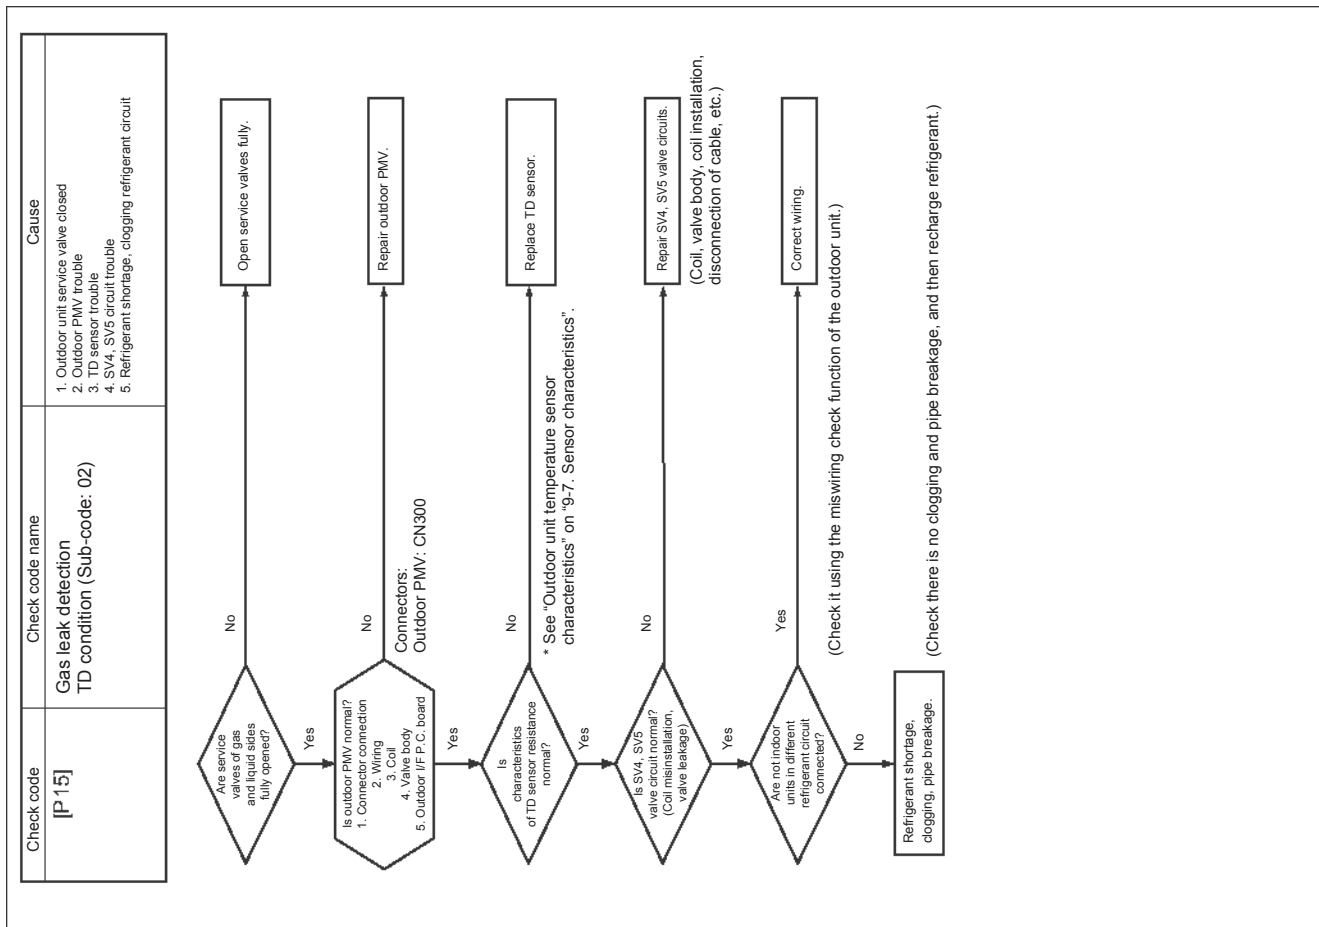 Check code
Check code name
Cause
[P15]
Gas leak detection
TD condition (Sub-code: 02)
1. Outdoor unit service valve closed
2. Outdoor PMV trouble
3. TD sensor trouble
4. SV4, SV5 circuit trouble
5. Refrigerant shortage, clogging refrigerant circuit
Are service
valves of gas
and liquid sides
fully opened?
No
Open service valves fully.
Yes
Is outdoor PMV normal?
1. Connector connection
2. Wiring
3. Coil
4. Valve body
5. Outdoor I/F P.C. board
No
Repair outdoor PMV.
Connectors:
Outdoor PMV: CN300
Yes
Is
characteristics
of TD sensor resistance
normal?
No
Replace TD sensor.
* See “Outdoor unit temperature sensor
characteristics” on “9-7. Sensor characteristics”.
Yes
Is SV4, SV5
valve circuit normal?
(Coil misinstallation,
valve leakage)
No
Repair SV4, SV5 valve circuits.
(Coil, valve body, coil installation,
disconnection of cable, etc.)
Yes
Are not indoor
units in different
refrigerant circuit
connected?
Yes
Correct wiring.
(Check it using the miswiring check function of the outdoor unit.)
No
Refrigerant shortage,
clogging, pipe breakage.
(Check there is no clogging and pipe breakage, and then recharge refrigerant.)